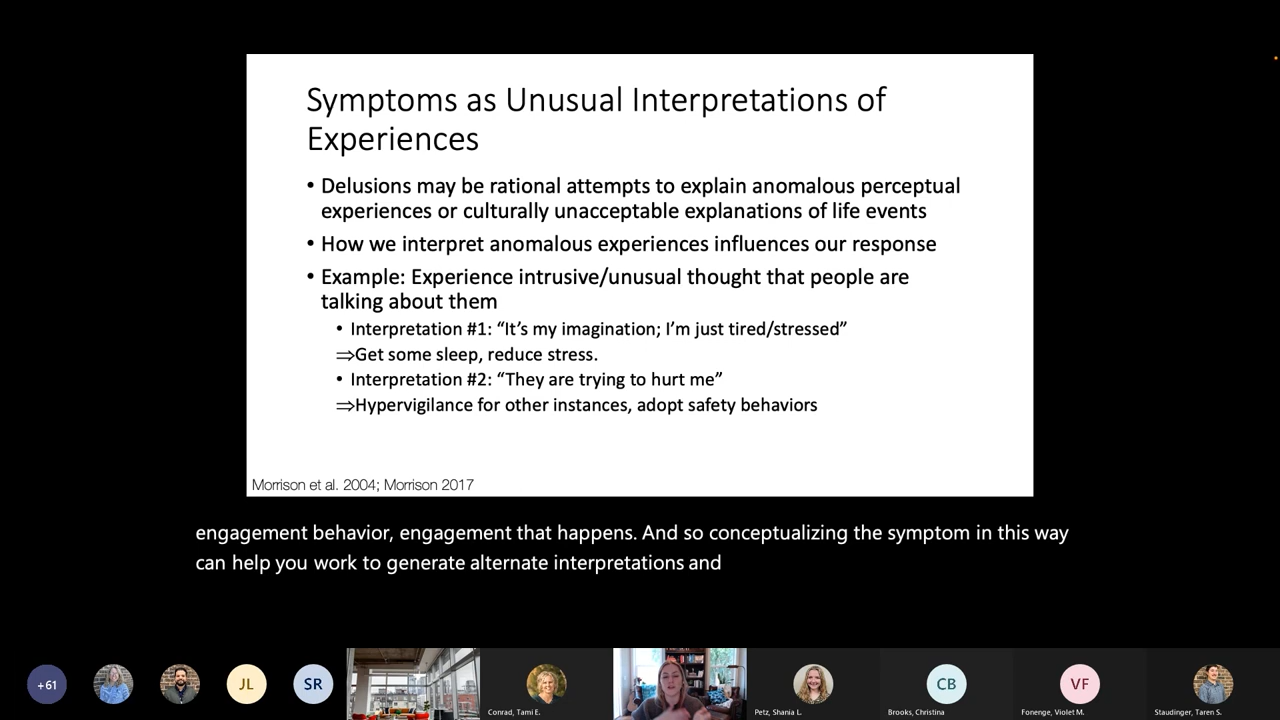 Symptoms as Unusual Interpretations of
Experiences
• Delusions may be rational attempts to explain anomalous perceptual
experiences or culturally unacceptable explanations of life events
• How we interpret anomalous experiences influences our response
• Example: Experience intrusive/unusual thought that people are
talking about them
• Interpretation #1: “It’s my imagination; I’m just tired/stressed”
⇒Get some sleep, reduce stress.
• Interpretation #2: “They are trying to hurt me”
⇒Hypervigilance for other instances, adopt safety behaviors
Morrison et al. 2004; Morrison 2017
engagement behavior, engagement that happens. And so conceptualizing the symptom in this way
can help you work to generate alternate interpretations and
+61
JL
SR
Conrad, Tami E.
Petz, Shania L.
CB
Brooks, Christina
VF
Fonenge, Violet M.
Staudinger, Taren S.